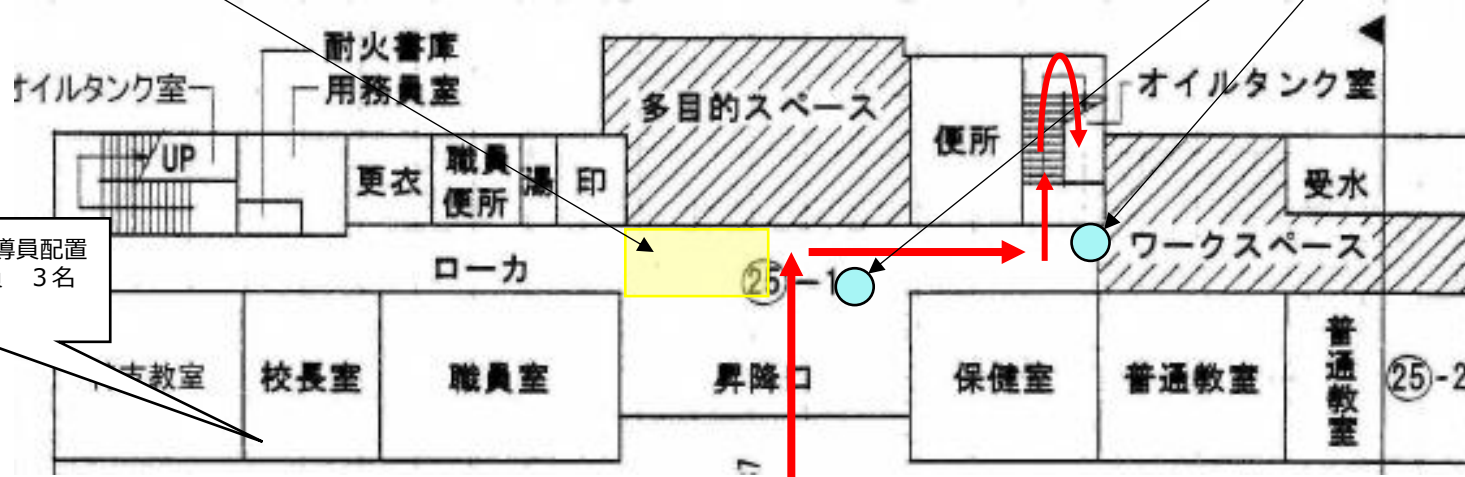 耐火書庫
オイルタンク室
用務員室
UP
更衣
職員
便所
湯
印
多目的スペース
便所
オイルタンク室
受水
導員配置
3名
ローカ
㉕-1
ワークスペース
教室
校長室
職員室
昇降口
保健室
普通教室
普通教室
㉕-2